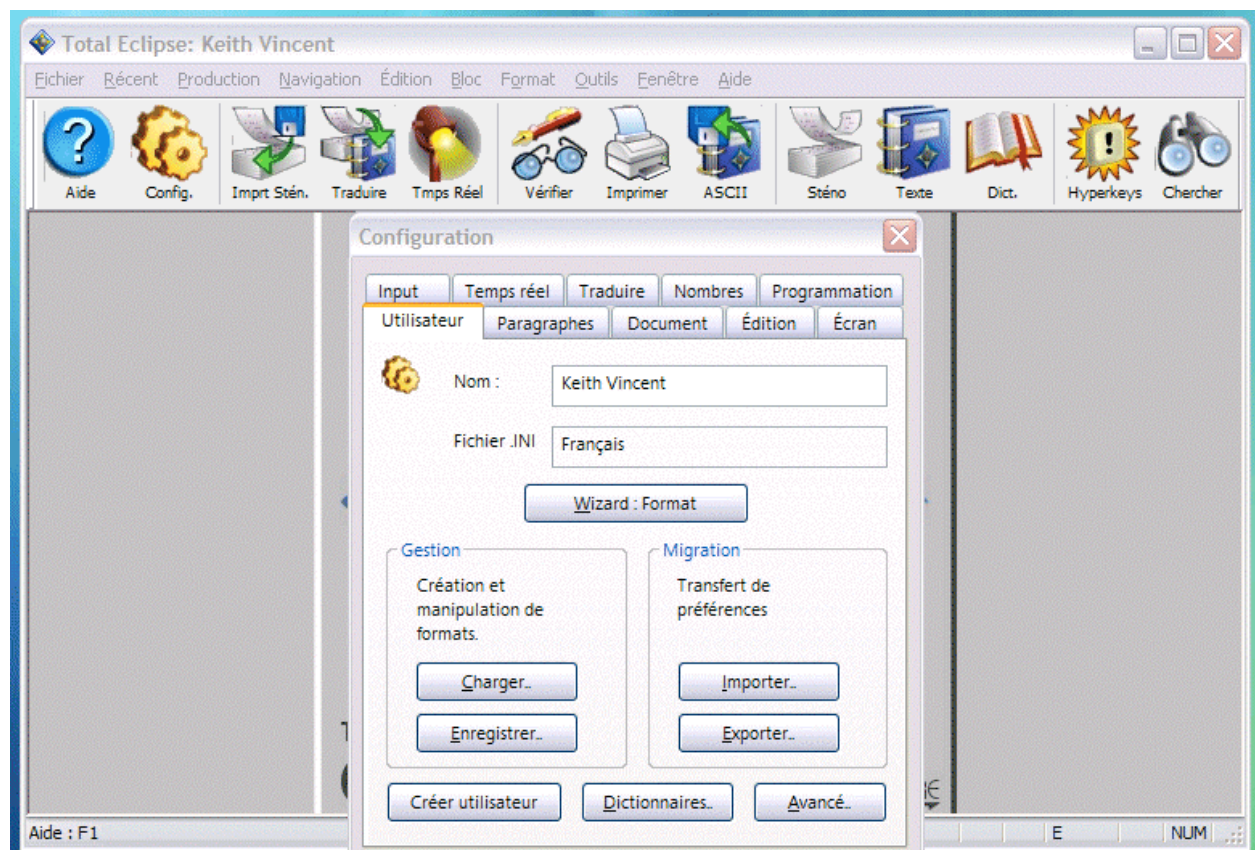 Total Eclipse: Keith Vincent
Fichier Récent Production Navigation Édition Bloc Format Outils Fenêtre Aide
Aide Config. Imprt Stén. Traduire Tmps Réel Vérifier Imprimer ASCII Sténo Texte Dict. Hyperkeys Chercher
Configuration
Input Temps réel Traduire Nombres Programmation
Utilisateur Paragraphes Document Édition Écran
Nom : Keith Vincent
Fichier .INI Français
Wizard : Format
Gestion
Création et
manipulation de
formats.
Charger..
Enregistrer..
Migration
Transfert de
préférences
Importer..
Exporter..
Créer utilisateur Dictionnaires.. Avancé..
Aide : F1 E NUM